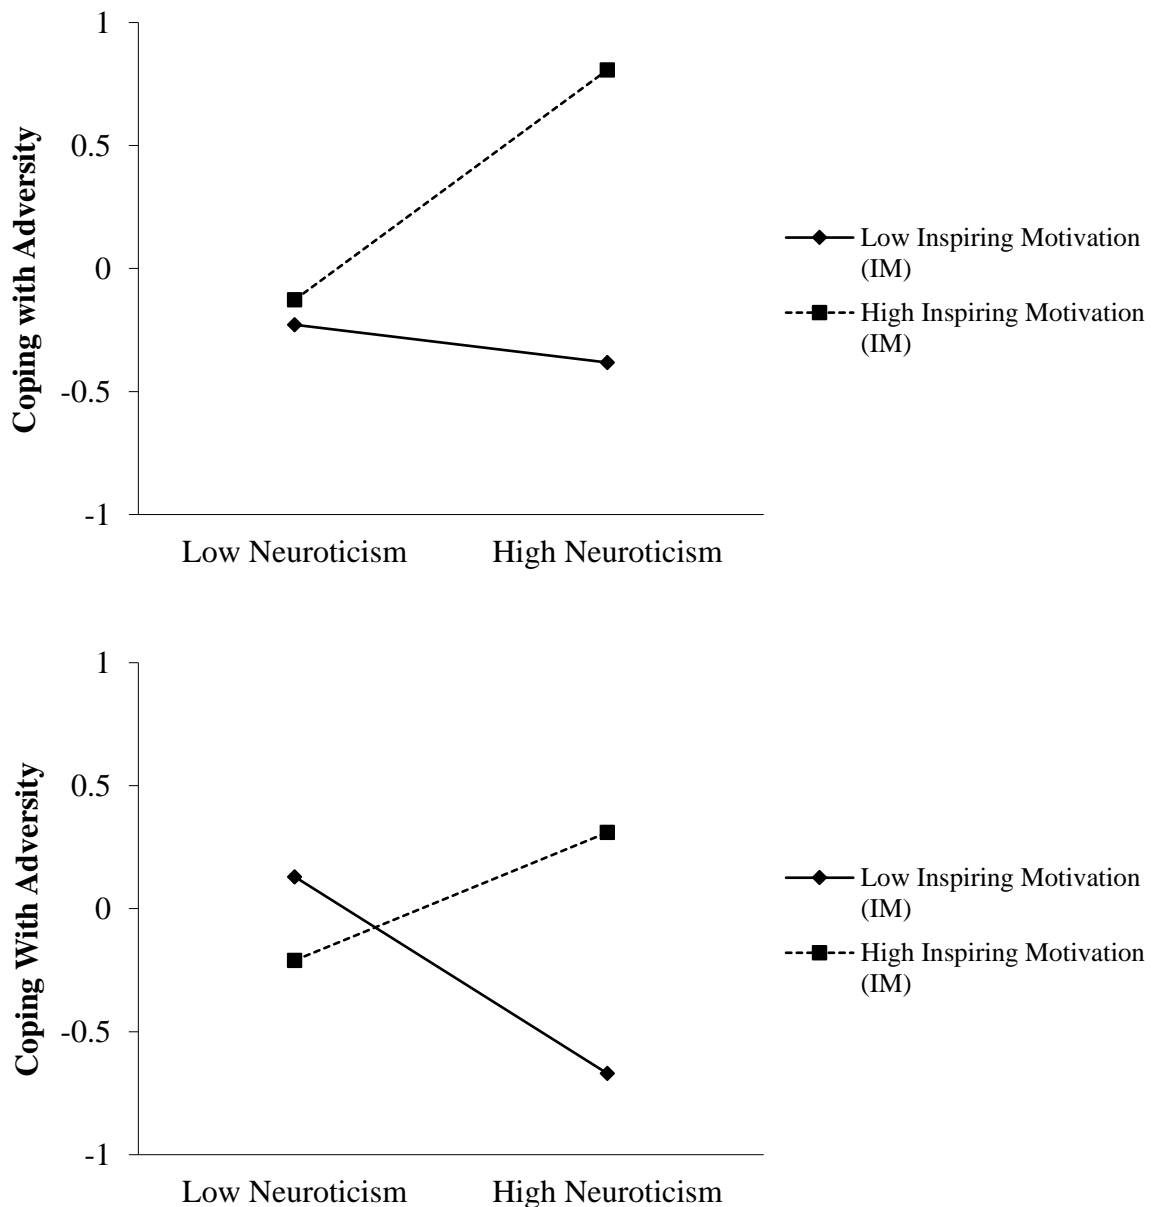 1
0.5
0
-0.5
-1
Coping with Adversity
Low Neuroticism
High Neuroticism
Low Inspiring Motivation
(IM)
High Inspiring Motivation
(IM)
1
0.5
0
-0.5
-1
Coping With Adversity
Low Neuroticism
High Neuroticism
Low Inspiring Motivation
(IM)
High Inspiring Motivation
(IM)